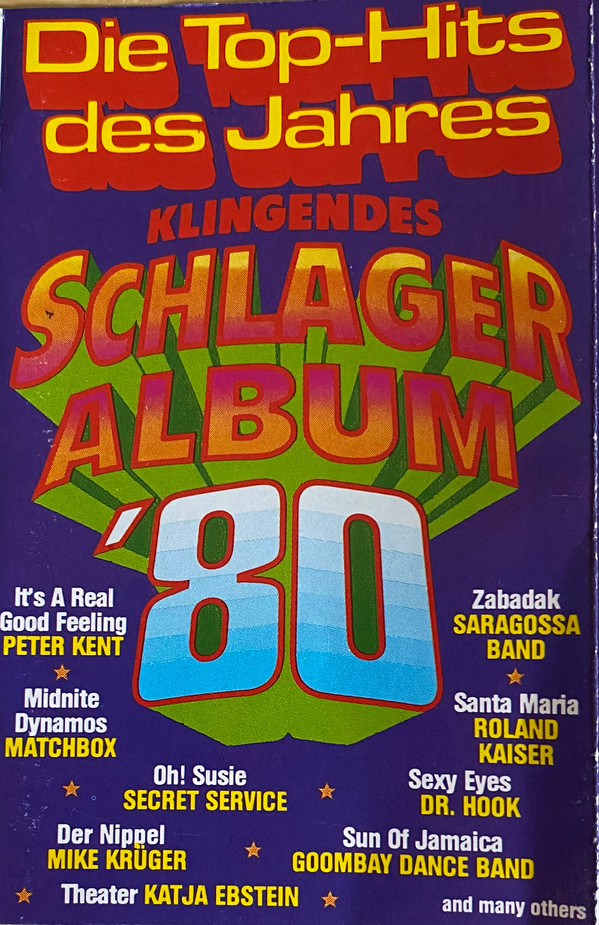 Die Top-Hits
des Jahres
KLINGENDES
SCHLAGER
ALBUM
'80
It's A Real
Good Feeling
PETER KENT
Midnite
Dynamos
MATCHBOX
Zabadak
SARAGOSSA
BAND
Santa Maria
ROLAND
KAISER
Oh! Susie
SECRET SERVICE
Sexy Eyes
DR. HOOK
Der Nippel
MIKE KRÜGER
Sun Of Jamaica
GOOMBAY DANCE BAND
Theater KATJA EBSTEIN
and many others